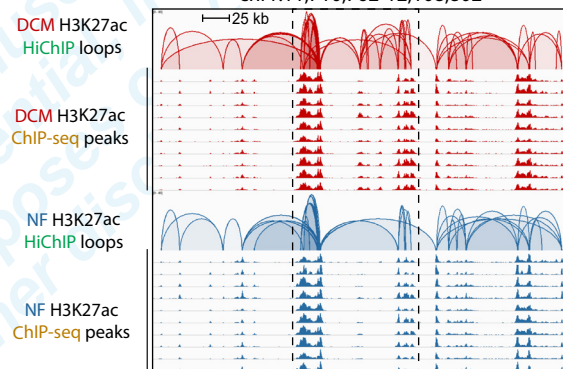 25 kb
DCM H3K27ac
HiChIP loops
DCM H3K27ac
ChIP-seq peaks
NF H3K27ac
HiChIP loops
NF H3K27ac
ChIP-seq peaks